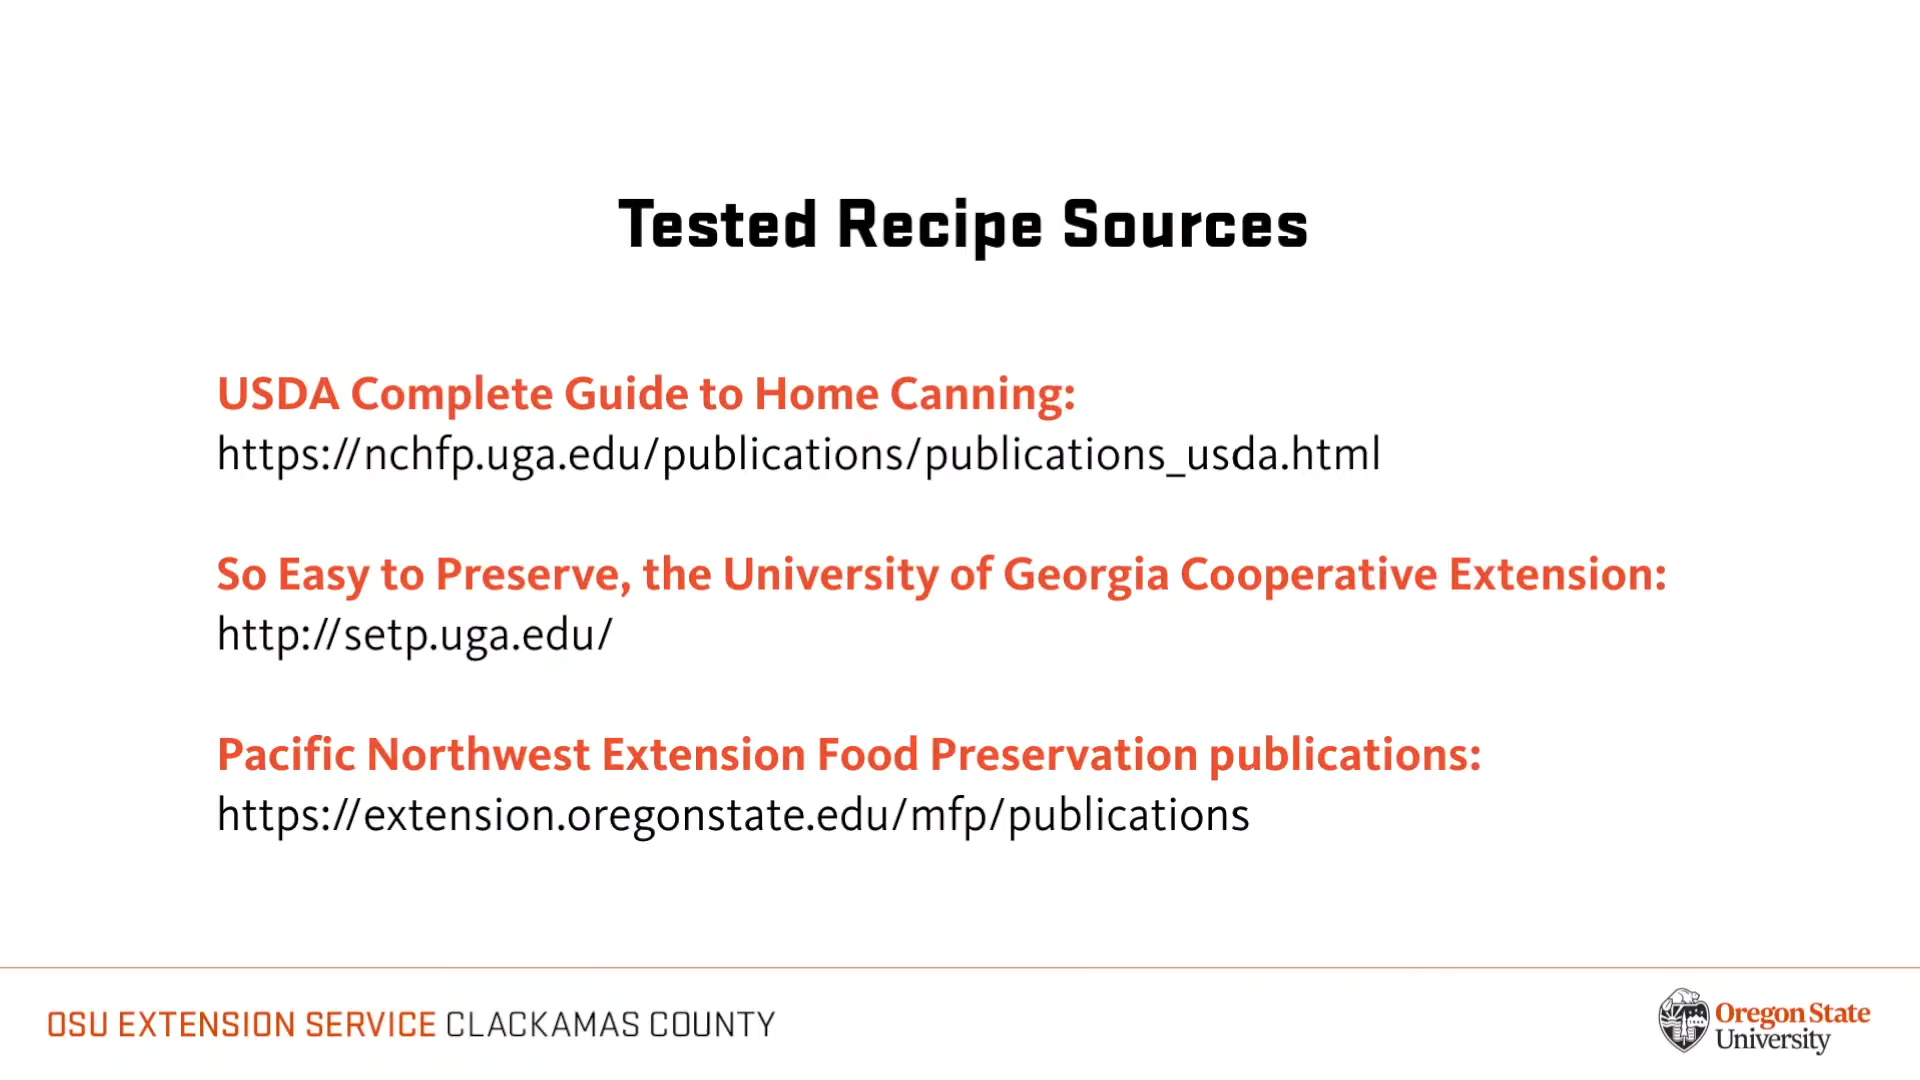 Tested Recipe Sources
USDA Complete Guide to Home Canning:
https://nchfp.uga.edu/publications/publications_usda.html
So Easy to Preserve, the University of Georgia Cooperative Extension:
http://setp.uga.edu/
Pacific Northwest Extension Food Preservation publications:
https://extension.oregonstate.edu/mfp/publications
OSU EXTENSION SERVICE CLACKAMAS COUNTY
Oregon State
University